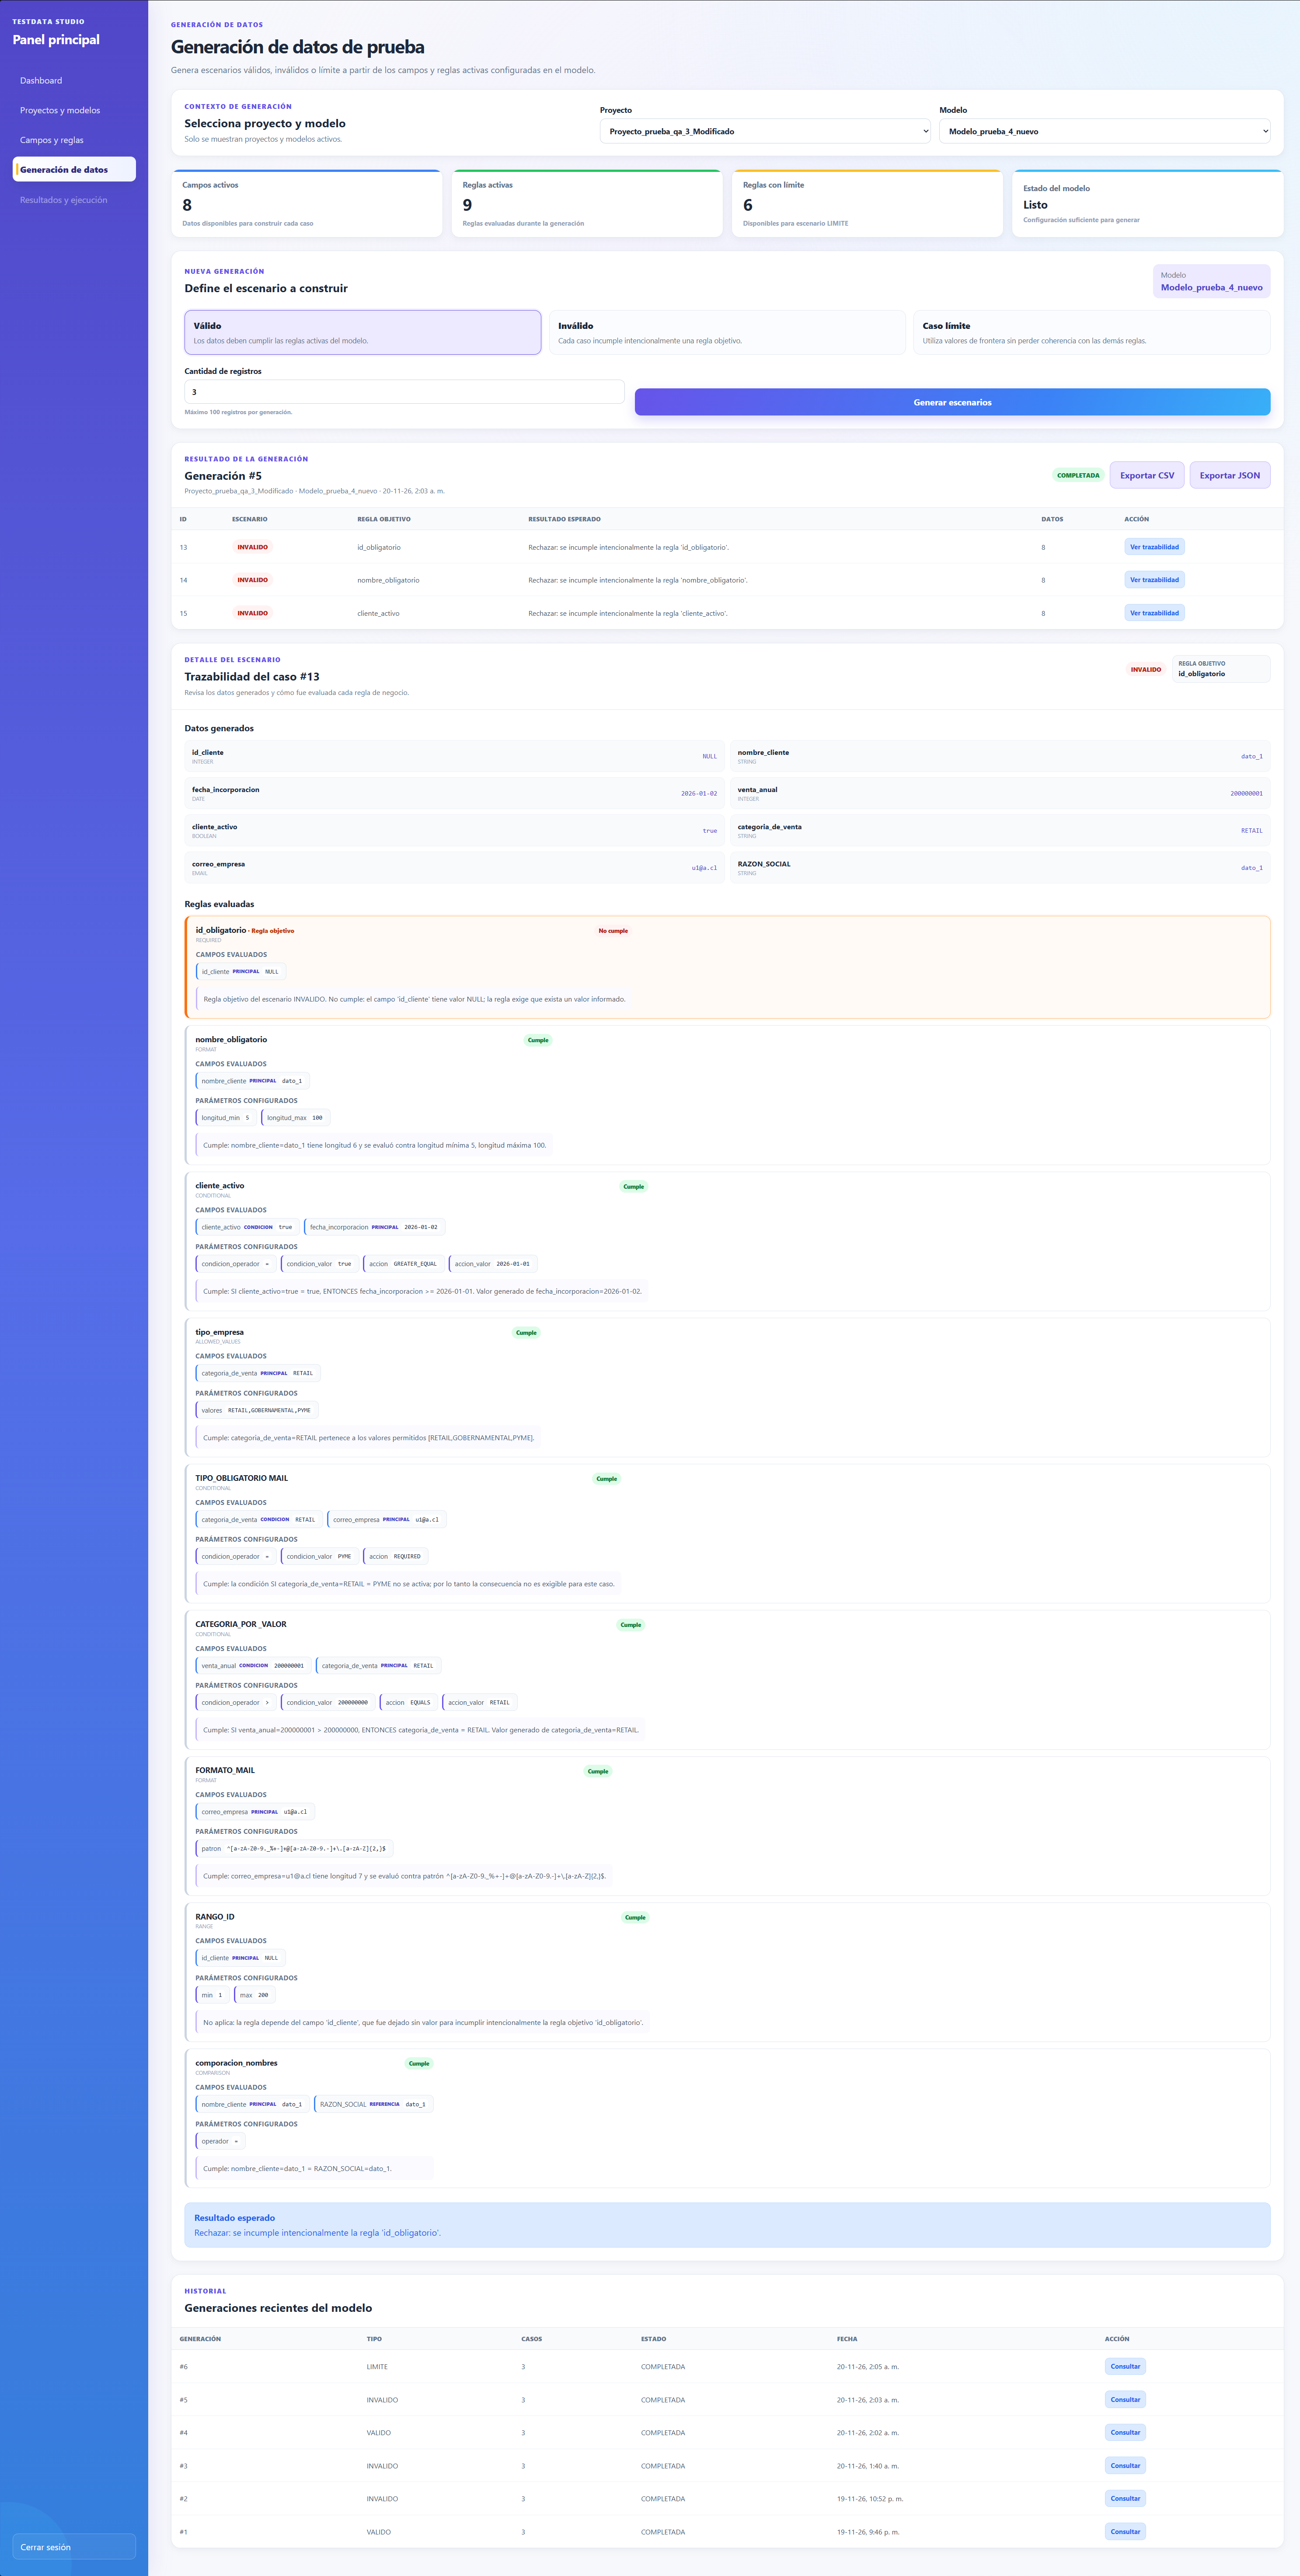 TESTDATA STUDIO
Panel principal
Dashboard
Proyectos y modelos
Campos y reglas
Generación de datos
Resultados y ejecución
Cerrar sesión
GENERACIÓN DE DATOS
Generación de datos de prueba
Genera escenarios válidos, inválidos o límite a partir de los campos y reglas activas configuradas en el modelo.
CONTEXTO DE GENERACIÓN
Selecciona proyecto y modelo
Solo se muestran proyectos y modelos activos.
Proyecto
Proyecto_prueba_qa_3_Modificado
Modelo
Modelo_prueba_4_nuevo
Campos activos
8
Datos disponibles para construir cada caso
Reglas activas
9
Reglas evaluadas durante la generación
Reglas con límite
6
Disponibles para escenario LIMITE
Estado del modelo
Listo
Configuración suficiente para generar
NUEVA GENERACIÓN
Define el escenario a construir
Modelo
Modelo_prueba_4_nuevo
Válido
Los datos deben cumplir las reglas activas del modelo.
Inválido
Cada caso incumple intencionalmente una regla objetivo.
Caso límite
Utiliza valores de frontera sin perder coherencia con las demás reglas.
Cantidad de registros
3
Máximo 100 registros por generación.
Generar escenarios
RESULTADO DE LA GENERACIÓN
Generación #5
Proyecto_prueba_qa_3_Modificado · Modelo_prueba_4_nuevo · 20-11-26, 2:03 a. m.
COMPLETADA
Exportar CSV
Exportar JSON
ID ESCENARIO REGLA OBJETIVO RESULTADO ESPERADO DATOS ACCIÓN
13 INVALIDO id_obligatorio Rechazar: se incumple intencionalmente la regla 'id_obligatorio'. 8 Ver trazabilidad
14 INVALIDO nombre_obligatorio Rechazar: se incumple intencionalmente la regla 'nombre_obligatorio'. 8 Ver trazabilidad
15 INVALIDO cliente_activo Rechazar: se incumple intencionalmente la regla 'cliente_activo'. 8 Ver trazabilidad
DETALLE DEL ESCENARIO
Trazabilidad del caso #13
Revisa los datos generados y cómo fue evaluada cada regla de negocio.
INVALIDO
REGLA OBJETIVO
id_obligatorio
Datos generados
id_cliente
INTEGER
NULL
nombre_cliente
STRING
dato_1
fecha_incorporacion
DATE
2026-01-02
venta_anual
INTEGER
200000001
cliente_activo
BOOLEAN
true
categoria_de_venta
STRING
RETAIL
correo_empresa
EMAIL
u1@a.cl
RAZON_SOCIAL
STRING
dato_1
Reglas evaluadas
id_obligatorio · Regla objetivo No cumple
REQUIRED
CAMPOS EVALUADOS
id_cliente PRINCIPAL NULL
Regla objetivo del escenario INVALIDO. No cumple: el campo 'id_cliente' tiene valor NULL; la regla exige que exista un valor informado.
nombre_obligatorio Cumple
FORMAT
CAMPOS EVALUADOS
nombre_cliente PRINCIPAL dato_1
PARÁMETROS CONFIGURADOS
longitud_min 5 longitud_max 100
Cumple: nombre_cliente=dato_1 tiene longitud 6 y se evaluó contra longitud mínima 5, longitud máxima 100.
cliente_activo Cumple
CONDITIONAL
CAMPOS EVALUADOS
cliente_activo CONDICION true fecha_incorporacion PRINCIPAL 2026-01-02
PARÁMETROS CONFIGURADOS
condicion_operador = condicion_valor true accion GREATER_EQUAL accion_valor 2026-01-01
Cumple: SI cliente_activo=true = true, ENTONCES fecha_incorporacion >= 2026-01-01. Valor generado de fecha_incorporacion=2026-01-02.
tipo_empresa Cumple
ALLOWED_VALUES
CAMPOS EVALUADOS
categoria_de_venta PRINCIPAL RETAIL
PARÁMETROS CONFIGURADOS
valores RETAIL,GOBERNAMENTAL,PYME
Cumple: categoria_de_venta=RETAIL pertenece a los valores permitidos [RETAIL,GOBERNAMENTAL,PYME].
TIPO_OBLIGATORIO MAIL Cumple
CONDITIONAL
CAMPOS EVALUADOS
categoria_de_venta CONDICION RETAIL correo_empresa PRINCIPAL u1@a.cl
PARÁMETROS CONFIGURADOS
condicion_operador = condicion_valor PYME accion REQUIRED
Cumple: la condición SI categoria_de_venta=RETAIL = PYME no se activa; por lo tanto la consecuencia no es exigible para este caso.
CATEGORIA_POR _VALOR Cumple
CONDITIONAL
CAMPOS EVALUADOS
venta_anual CONDICION 200000001 categoria_de_venta PRINCIPAL RETAIL
PARÁMETROS CONFIGURADOS
condicion_operador > condicion_valor 200000000 accion EQUALS accion_valor RETAIL
Cumple: SI venta_anual=200000001 > 200000000, ENTONCES categoria_de_venta = RETAIL. Valor generado de categoria_de_venta=RETAIL.
FORMATO_MAIL Cumple
FORMAT
CAMPOS EVALUADOS
correo_empresa PRINCIPAL u1@a.cl
PARÁMETROS CONFIGURADOS
patron ^[a-zA-Z0-9._%+-]+@[a-zA-Z0-9.-]+\.[a-zA-Z]{2,}$
Cumple: correo_empresa=u1@a.cl tiene longitud 7 y se evaluó contra patrón ^[a-zA-Z0-9._%+-]+@[a-zA-Z0-9.-]+\.[a-zA-Z]{2,}$.
RANGO_ID Cumple
RANGE
CAMPOS EVALUADOS
id_cliente PRINCIPAL NULL
PARÁMETROS CONFIGURADOS
min 1 max 200
No aplica: la regla depende del campo 'id_cliente', que fue dejado sin valor para incumplir intencionalmente la regla objetivo 'id_obligatorio'.
comporacion_nombres Cumple
COMPARISON
CAMPOS EVALUADOS
nombre_cliente PRINCIPAL dato_1 RAZON_SOCIAL REFERENCIA dato_1
PARÁMETROS CONFIGURADOS
operador =
Cumple: nombre_cliente=dato_1 = RAZON_SOCIAL=dato_1.
Resultado esperado
Rechazar: se incumple intencionalmente la regla 'id_obligatorio'.
HISTORIAL
Generaciones recientes del modelo
GENERACIÓN TIPO CASOS ESTADO FECHA ACCIÓN
#6 LIMITE 3 COMPLETADA 20-11-26, 2:05 a. m. Consultar
#5 INVALIDO 3 COMPLETADA 20-11-26, 2:03 a. m. Consultar
#4 VALIDO 3 COMPLETADA 20-11-26, 2:02 a. m. Consultar
#3 INVALIDO 3 COMPLETADA 20-11-26, 1:40 a. m. Consultar
#2 INVALIDO 3 COMPLETADA 19-11-26, 10:52 p. m. Consultar
#1 VALIDO 3 COMPLETADA 19-11-26, 9:46 p. m. Consultar